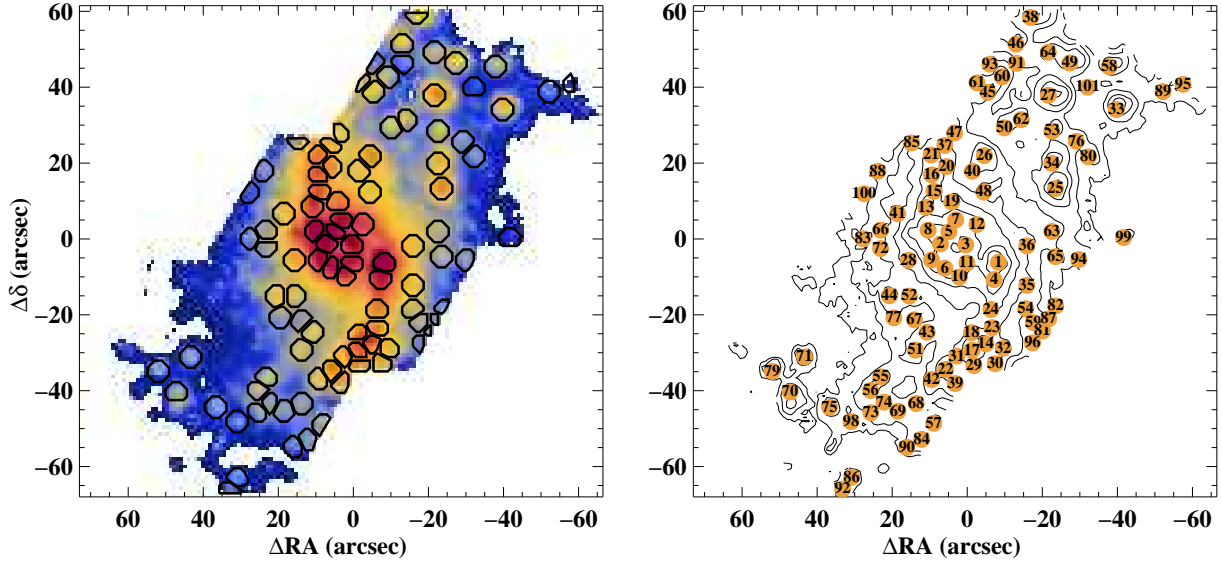 60
40
20
0
−20
−40
−60
60 40 20 0 −20 −40 −60
ΔRA (arcsec)
Δδ (arcsec)
60
40
20
0
−20
−40
−60
60 40 20 0 −20 −40 −60
ΔRA (arcsec)
38
46 64
93 91 49 58
61 60 101 95
45 27 89
33
50 62
47 53
85 37 76
21 26 34 80
88 16 20 40
100 15 48 25
13 19
41 7
66 8 5 12 63 99
83 72 2 3 36
28 9 11 1 65 94
6 10 4
44 52 35
24 54 82
77 67 59 87
43 18 23 81
51 17 14 32 96
71 31 29 30
79 22
55 42 39
70 56
75 74 68
73 69
98 57
84
90
86
92